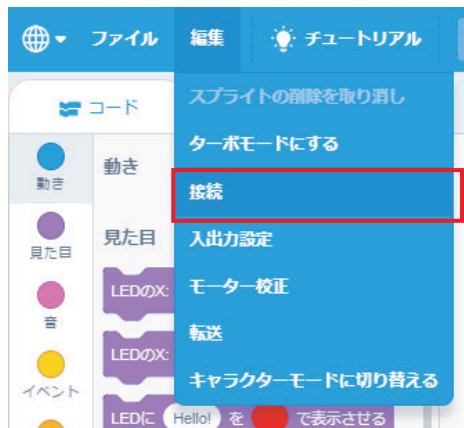 ファイル 編集 チュートリアル
コード
スプライトの削除を取り消し
ターボモードにする
接続
入出力設定
モーター校正
転送
キャラクターモードに切り替える
動き
見た目
音
イベント
動き
見た目
LEDのX:
LEDのX:
LEDに Hello! を で表示させる